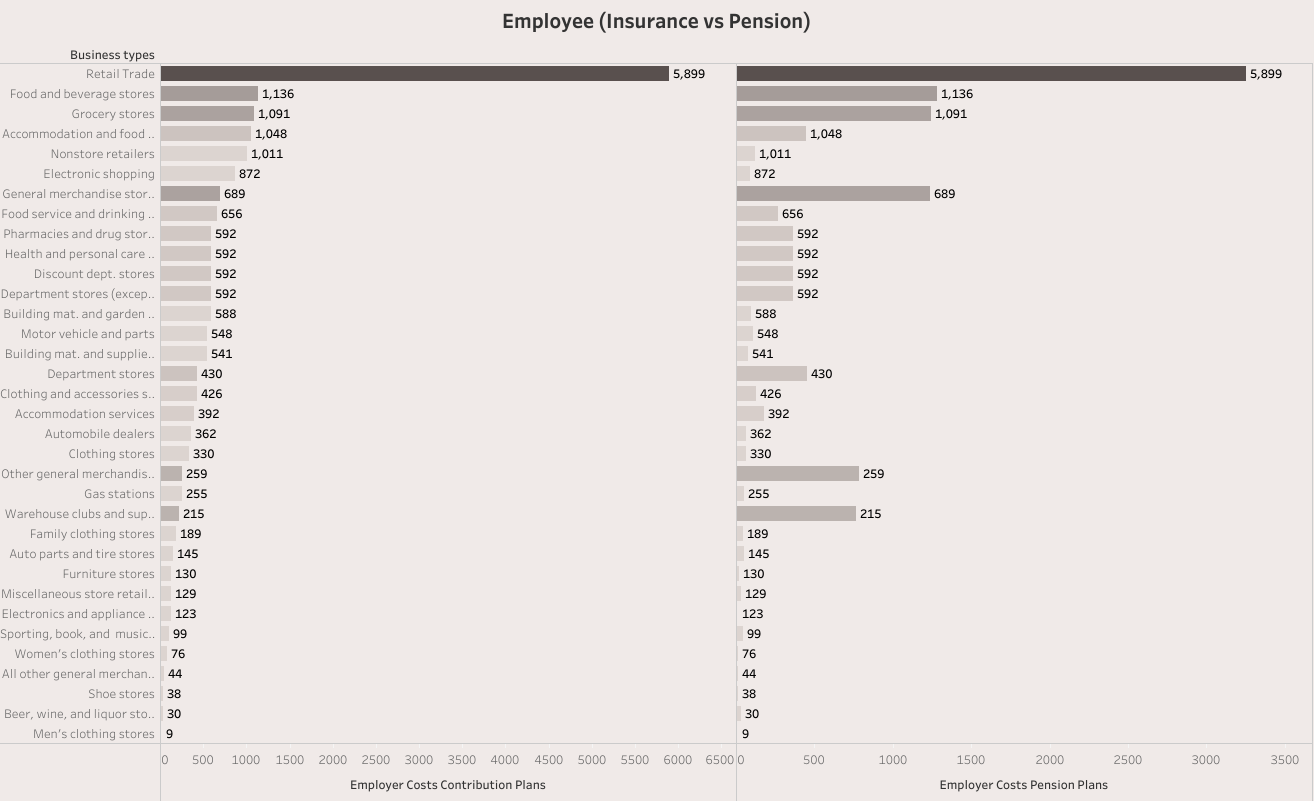 Employee (Insurance vs Pension)
Business types
Retail Trade 5,899 5,899
Food and beverage stores 1,136 1,136
Grocery stores 1,091 1,091
Accommodation and food .. 1,048 1,048
Nonstore retailers 1,011 1,011
Electronic shopping 872 872
General merchandise stor.. 689 689
Food service and drinking .. 656 656
Pharmacies and drug stor.. 592 592
Health and personal care .. 592 592
Discount dept. stores 592 592
Department stores (excep.. 592 592
Building mat. and garden .. 588 588
Motor vehicle and parts 548 548
Building mat. and supplie.. 541 541
Department stores 430 430
Clothing and accessories s.. 426 426
Accommodation services 392 392
Automobile dealers 362 362
Clothing stores 330 330
Other general merchandis.. 259 259
Gas stations 255 255
Warehouse clubs and sup.. 215 215
Family clothing stores 189 189
Auto parts and tire stores 145 145
Furniture stores 130 130
Miscellaneous store retail.. 129 129
Electronics and appliance .. 123 123
Sporting, book, and music.. 99 99
Women's clothing stores 76 76
All other general merchan.. 44 44
Shoe stores 38 38
Beer, wine, and liquor sto.. 30 30
Men's clothing stores 9 9
0 500 1000 1500 2000 2500 3000 3500 4000 4500 5000 5500 6000 6500 0 500 1000 1500 2000 2500 3000 3500
Employer Costs Contribution Plans Employer Costs Pension Plans